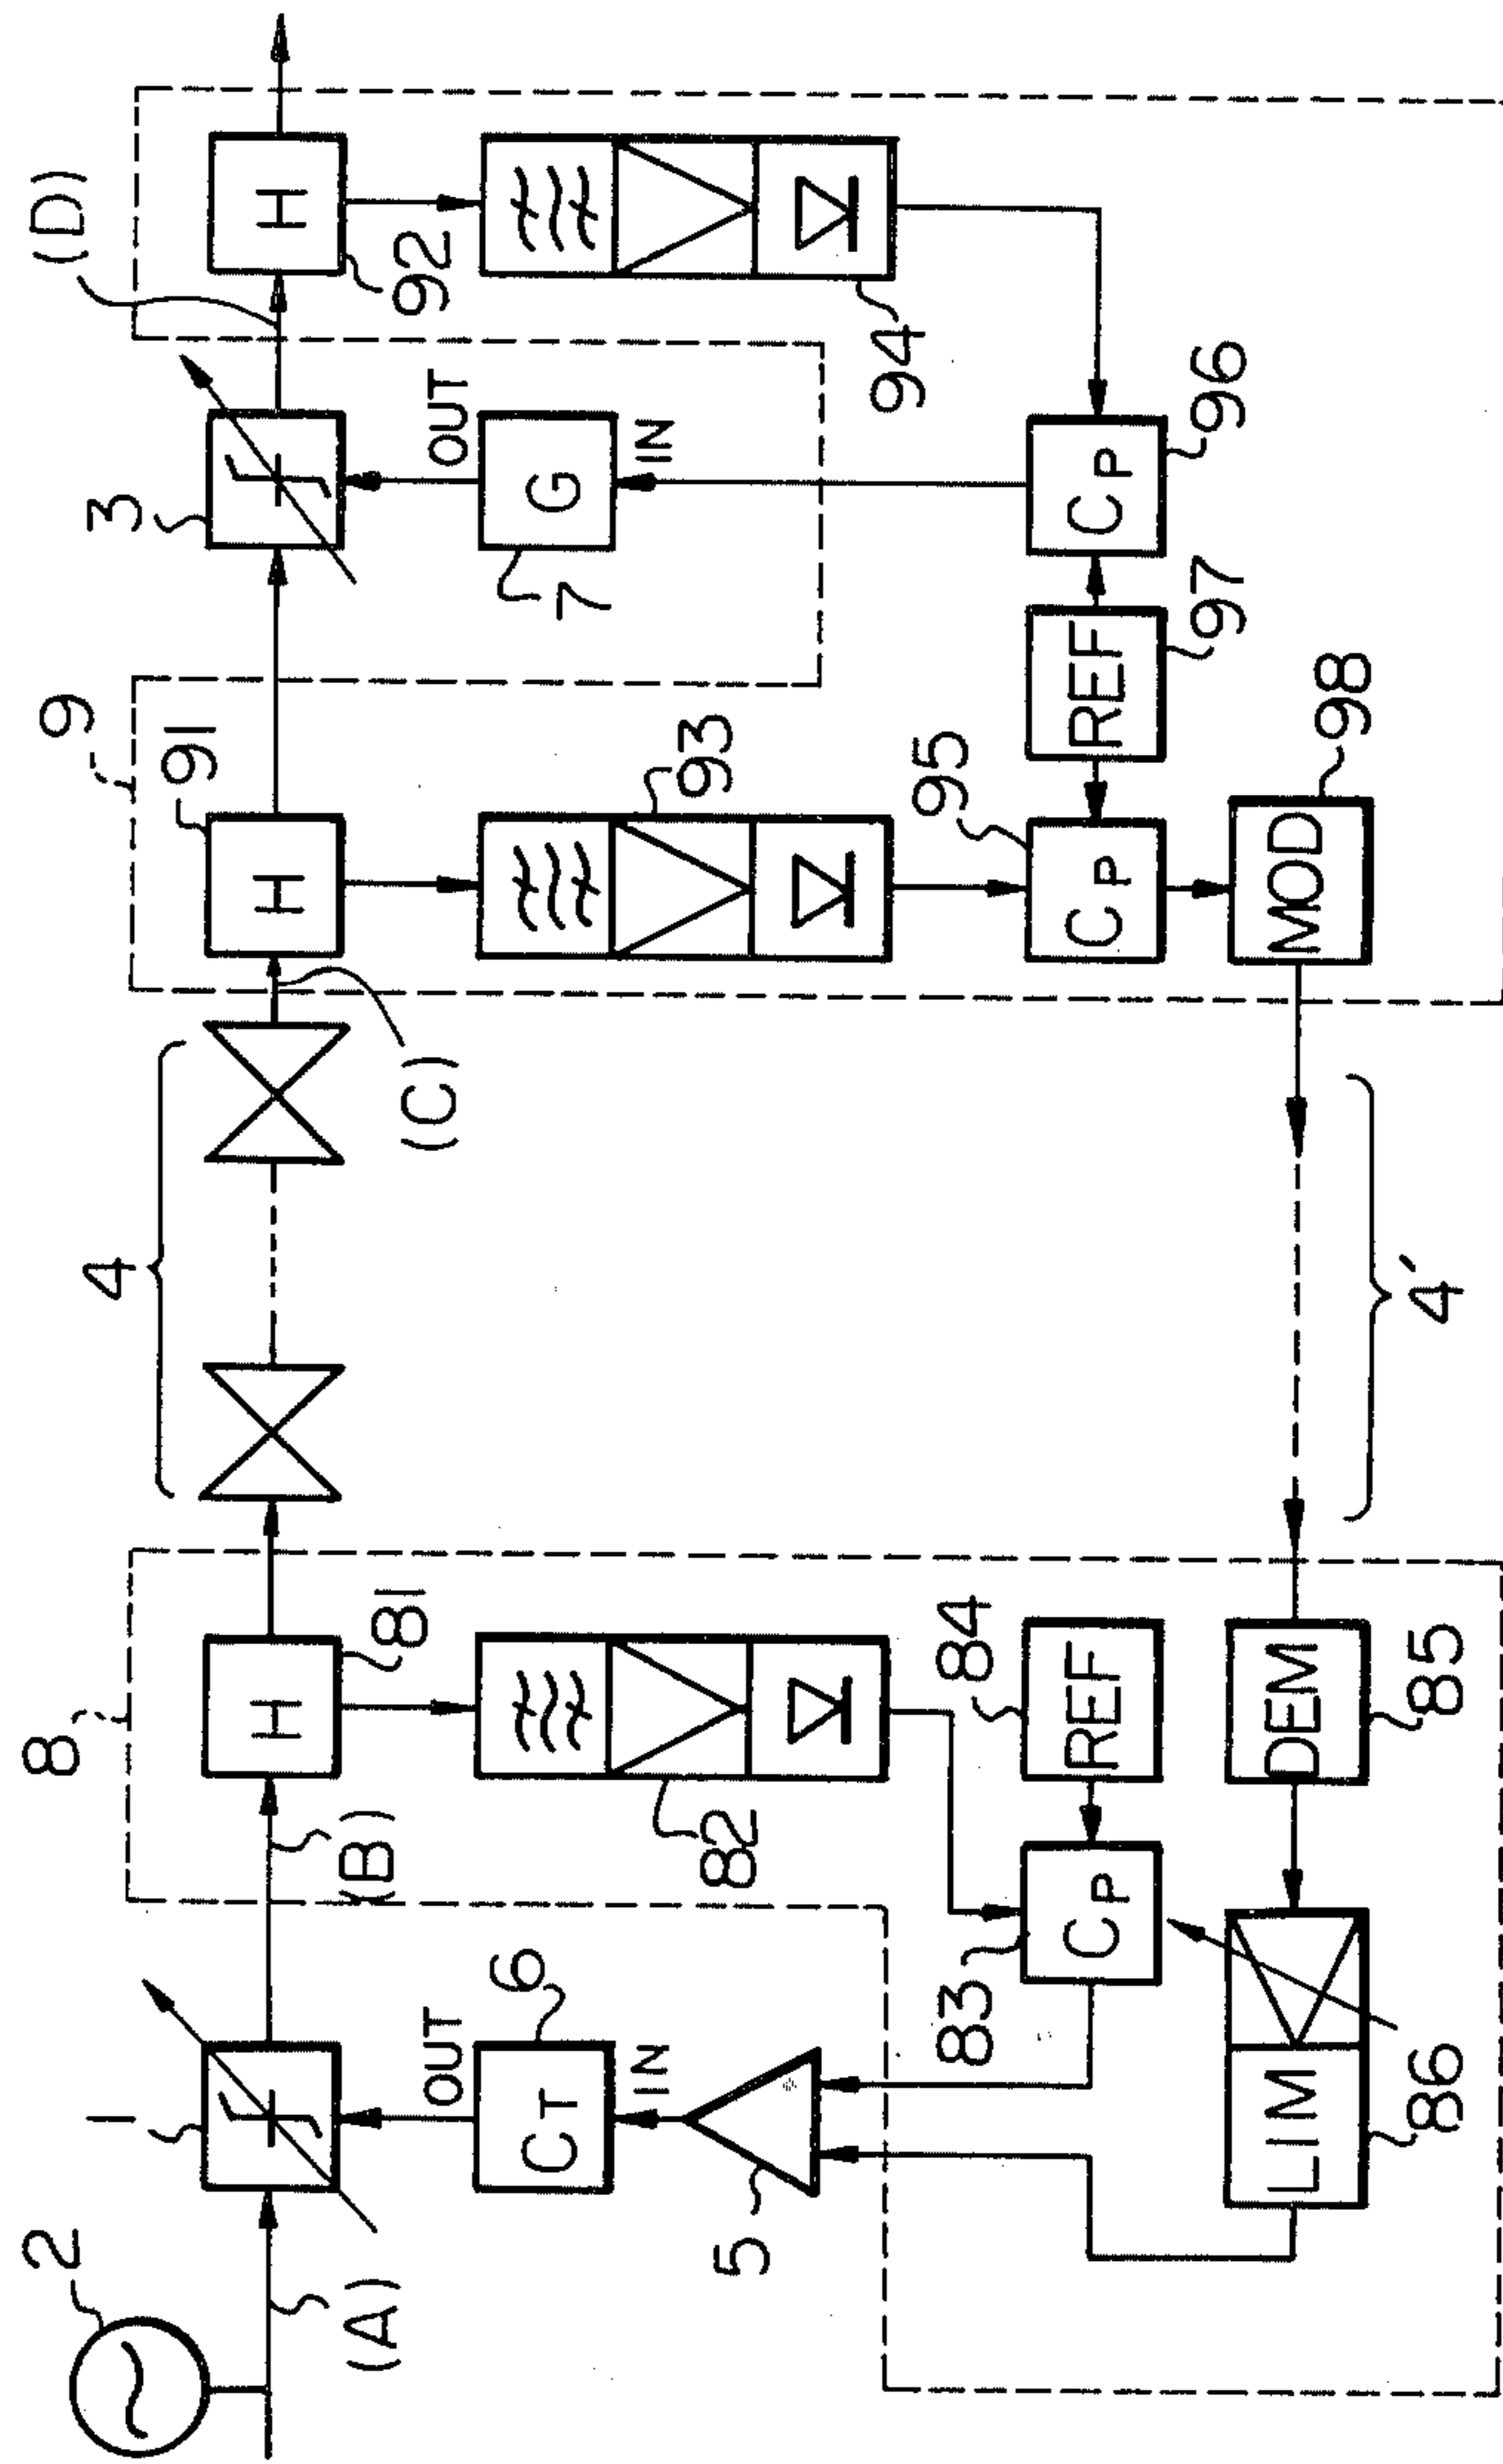 2
(A)
1
OUT
CT
6
IN
5
8
(B)
H
81
82
CP
83
REF
84
DEM
85
LIM
86
4
(C)
4'
9
H
91
93
CP
95
MOD
98
REF
97
3
OUT
G
7
IN
(D)
H
92
94
CP
96